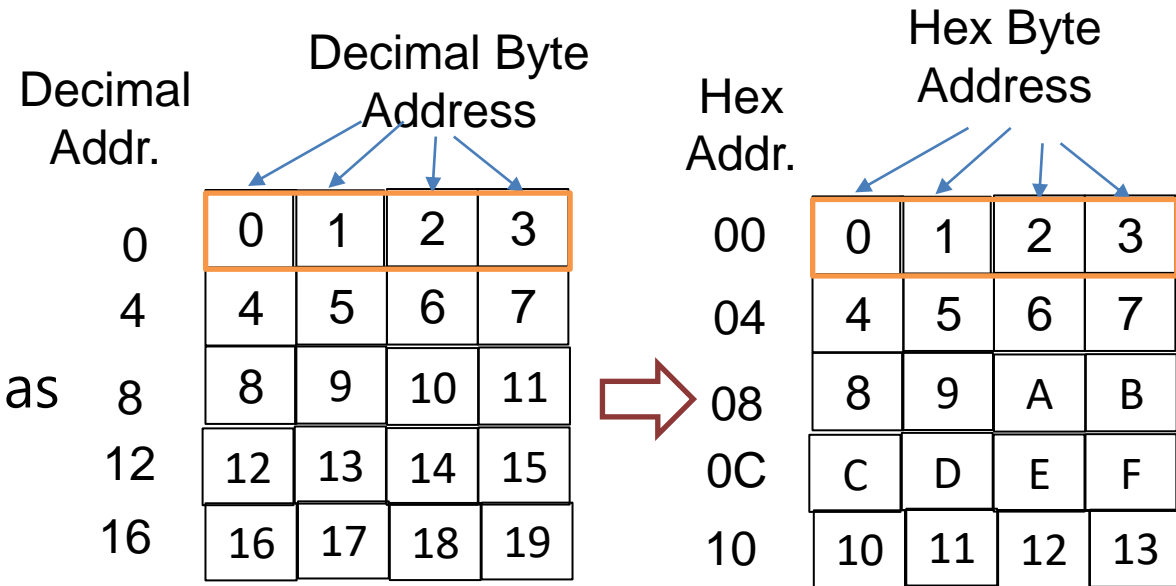 Decimal Byte
Address
Decimal
Addr.
0 0 1 2 3
4 4 5 6 7
as 8 8 9 10 11
12 12 13 14 15
16 16 17 18 19
Hex Byte
Address
Hex
Addr.
00 0 1 2 3
04 4 5 6 7
08 8 9 A B
0C C D E F
10 10 11 12 13